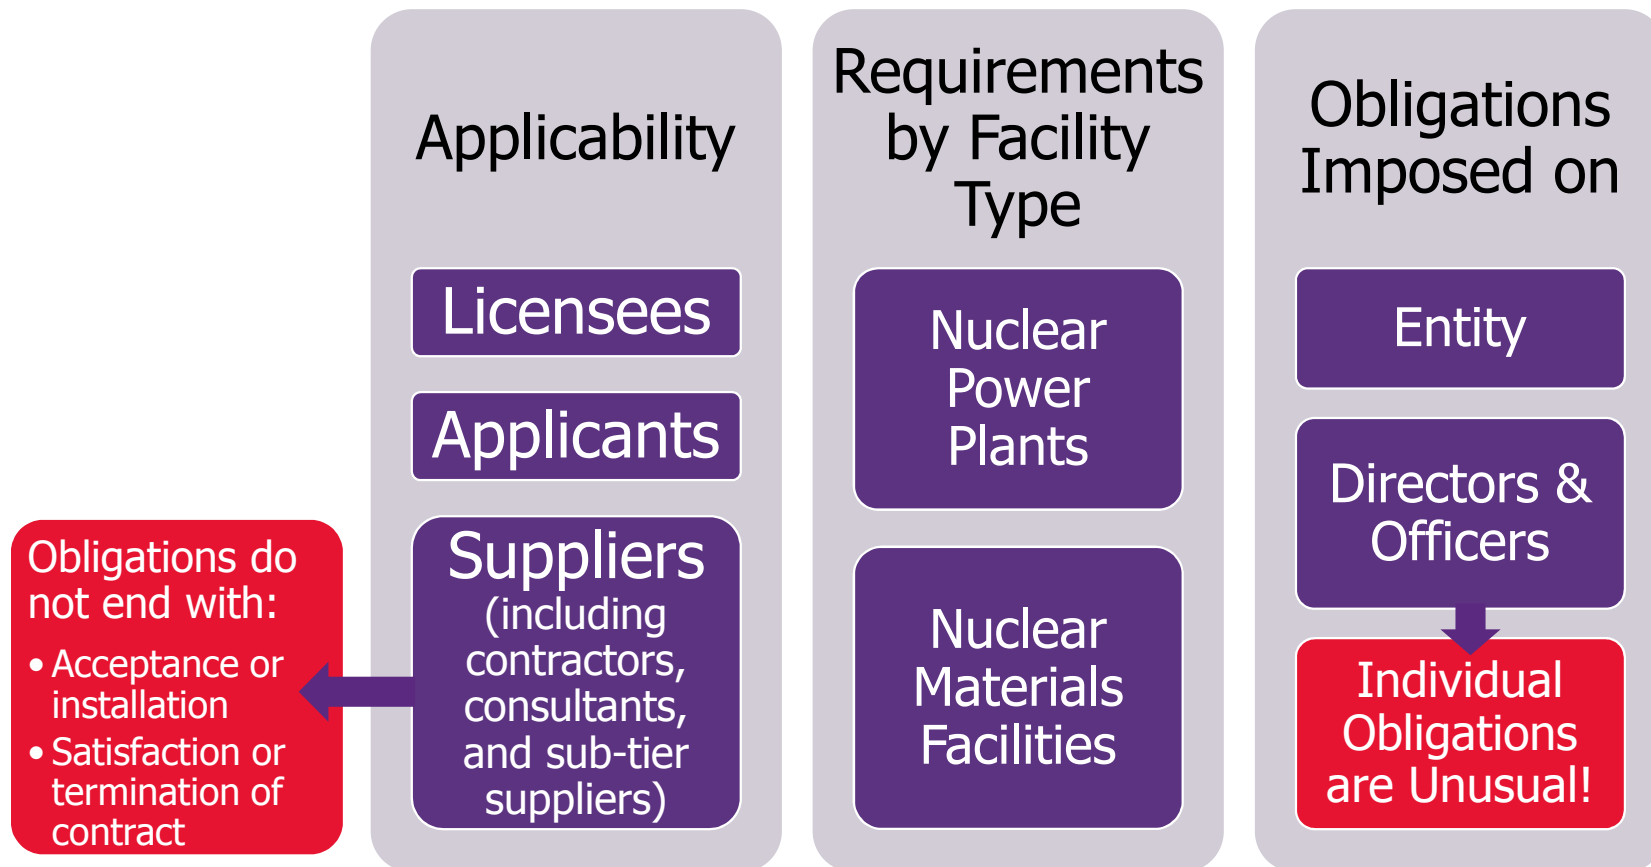 Applicability
Licensees
Applicants
Suppliers
(including
contractors,
consultants,
and sub-tier
suppliers)
Obligations do
not end with:
• Acceptance or
installation
• Satisfaction or
termination of
contract
Requirements
by Facility
Type
Nuclear
Power
Plants
Nuclear
Materials
Facilities
Obligations
Imposed on
Entity
Directors &
Officers
Individual
Obligations
are Unusual!